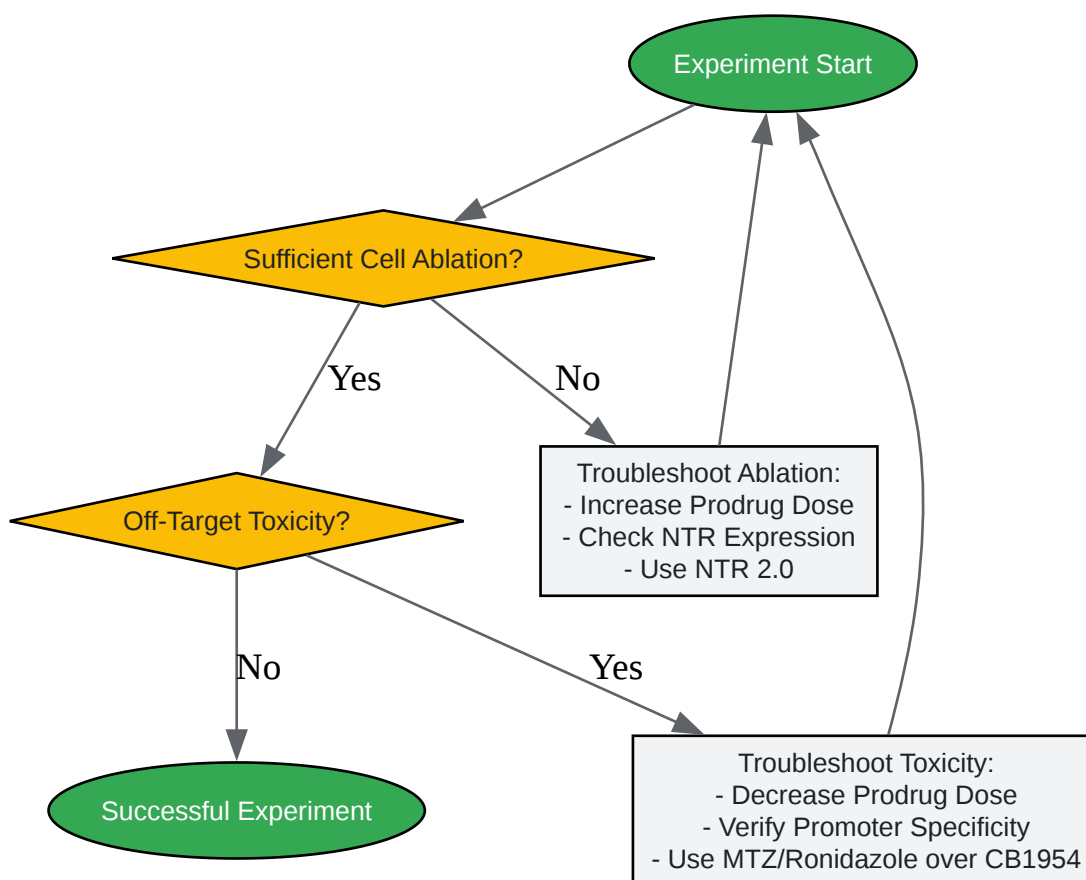 Experiment Start
Sufficient Cell Ablation?
Yes
No
Troubleshoot Ablation:
- Increase Prodrug Dose
- Check NTR Expression
- Use NTR 2.0
Off-Target Toxicity?
No
Yes
Successful Experiment
Troubleshoot Toxicity:
- Decrease Prodrug Dose
- Verify Promoter Specificity
- Use MTZ/Ronidazole over CB1954